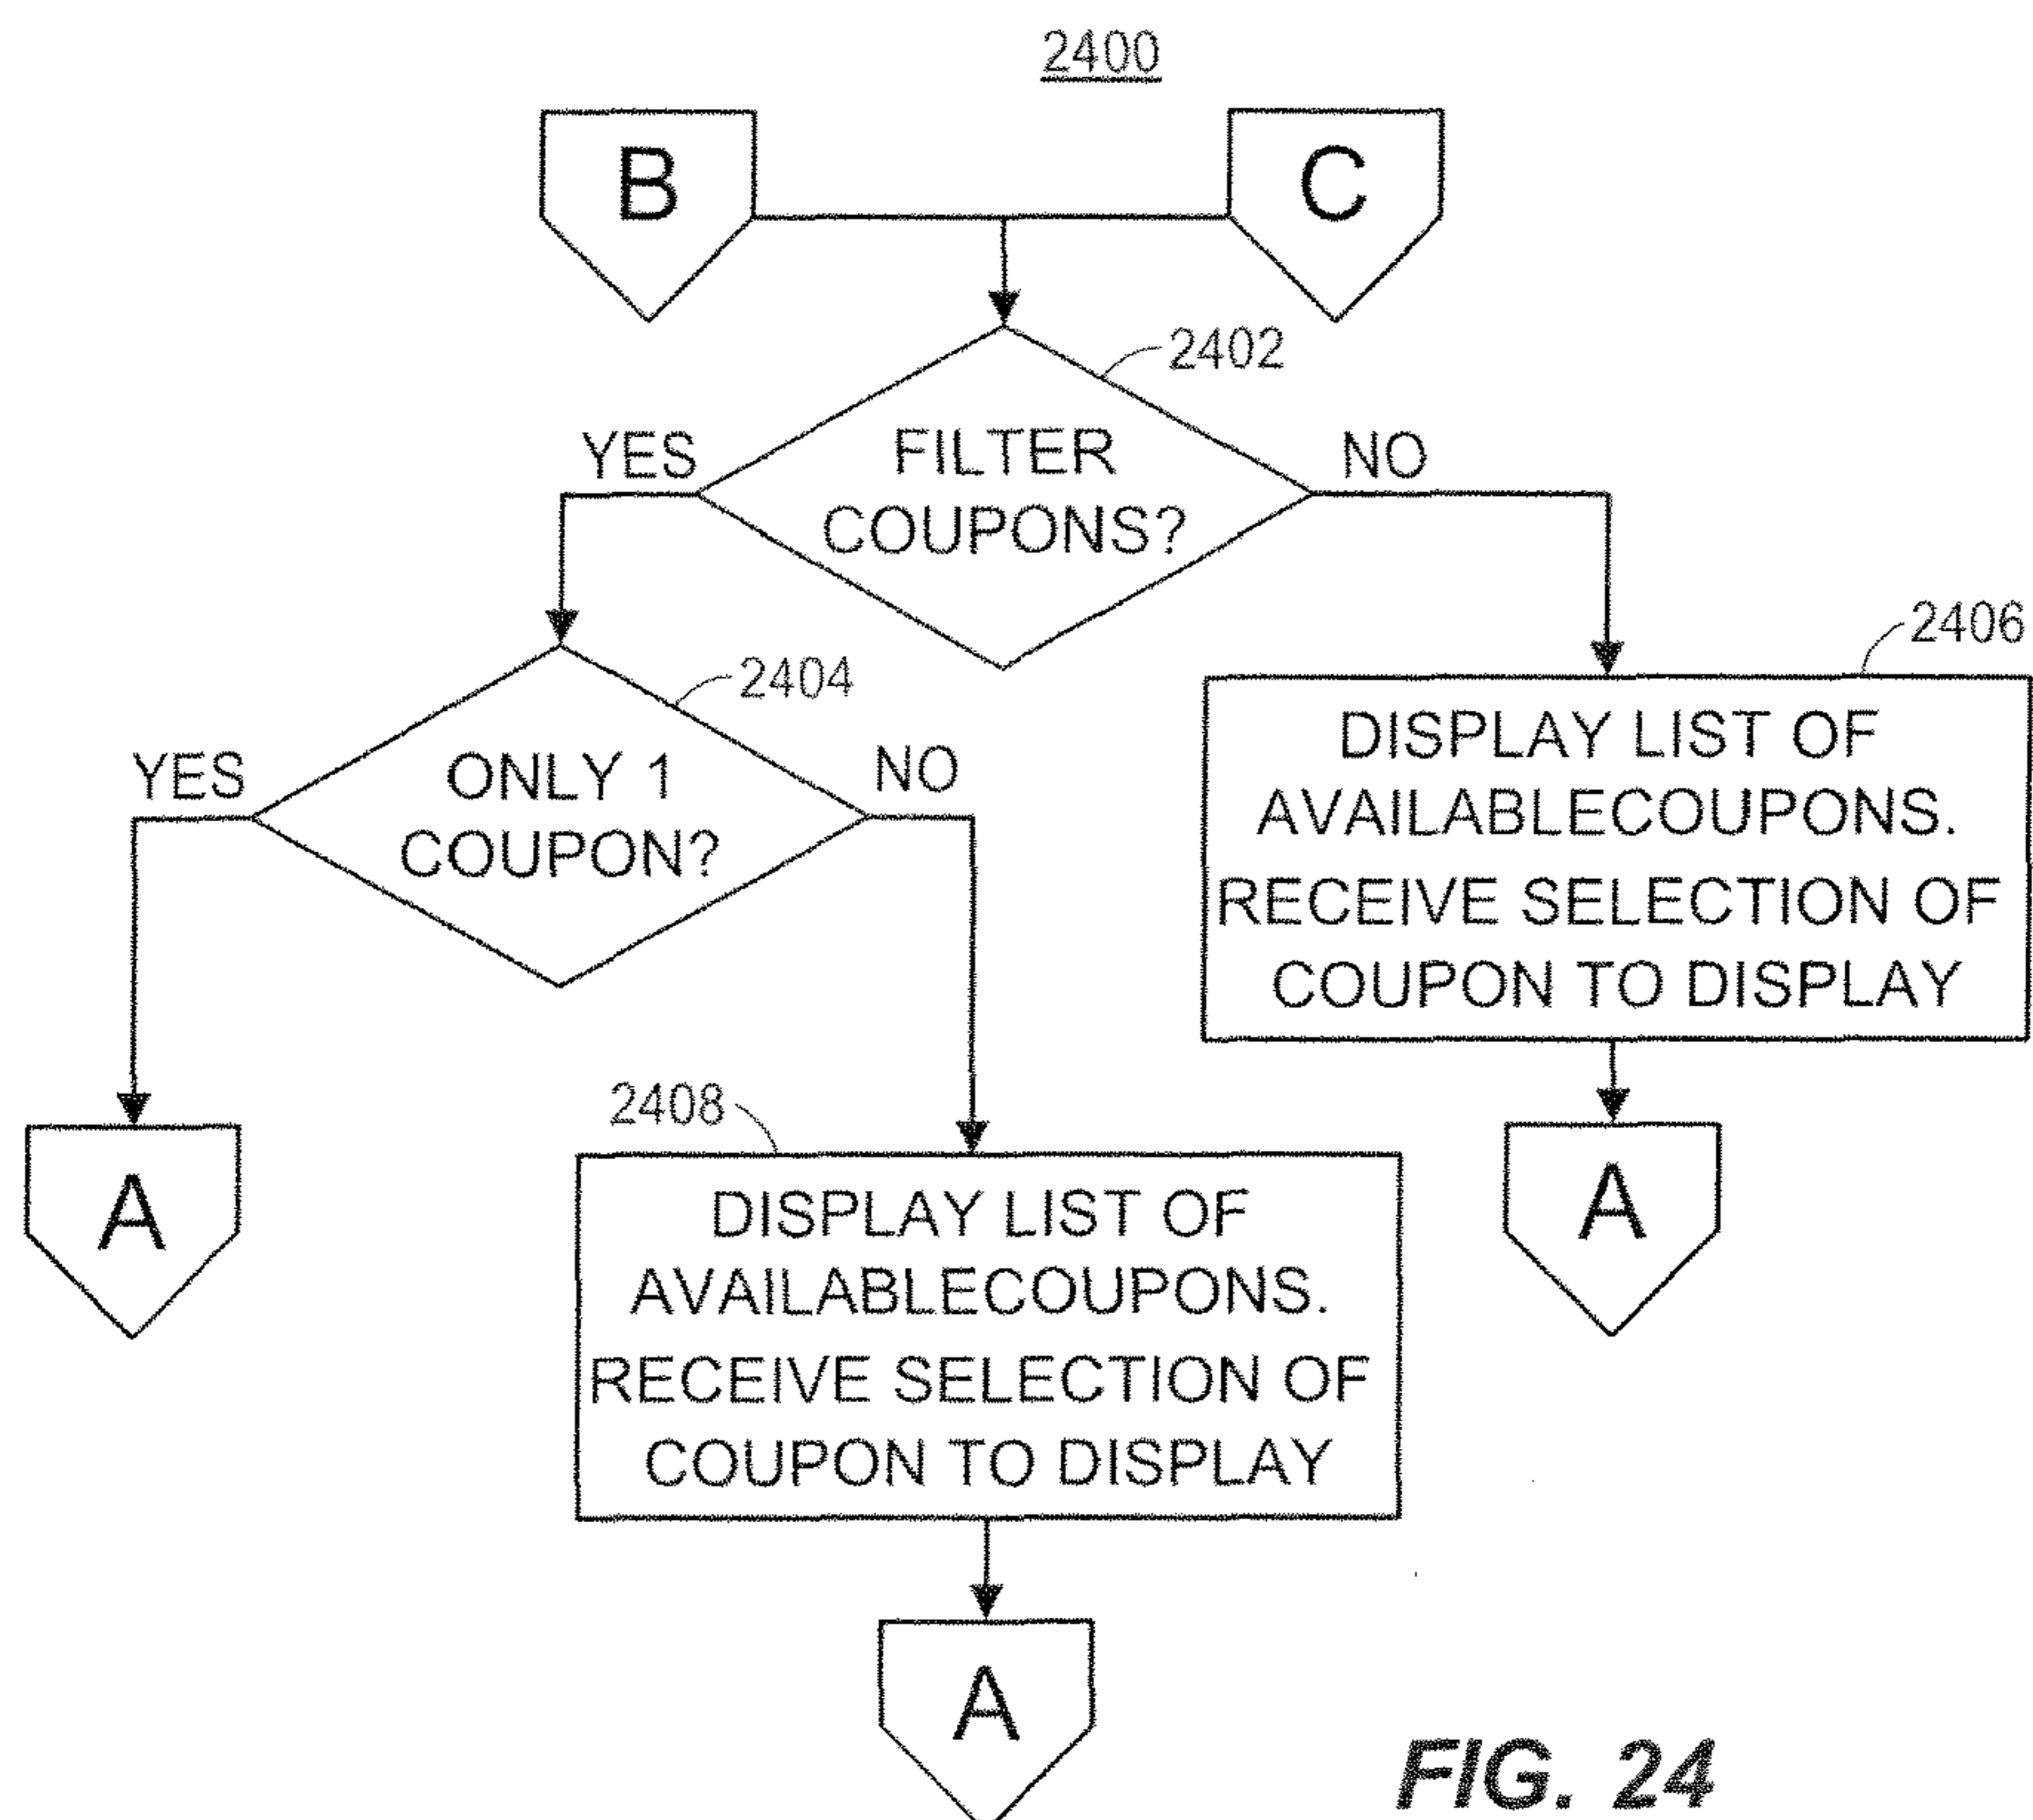 2400
B
C
2402
YES
FILTER
COUPONS?
NO
2404
2406
YES
ONLY 1
COUPON?
NO
DISPLAY LIST OF
AVAILABLECOUPONS.
RECEIVE SELECTION OF
COUPON TO DISPLAY
A
2408
DISPLAY LIST OF
AVAILABLECOUPONS.
RECEIVE SELECTION OF
COUPON TO DISPLAY
A
A
FIG. 24